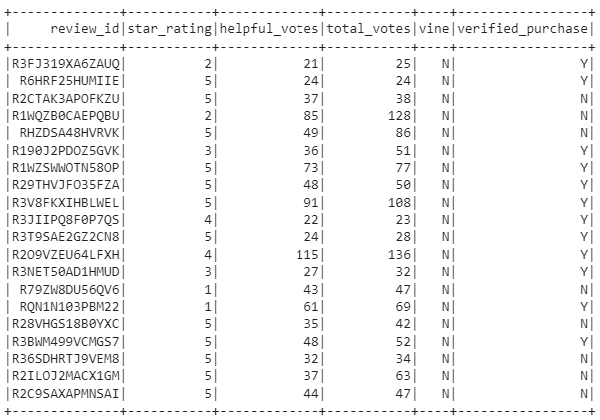 +--------------+-----------+-------------+-----------+----+-----------------+
|     review_id|star_rating|helpful_votes|total_votes|vine|verified_purchase|
+--------------+-----------+-------------+-----------+----+-----------------+
|R3FJ319XA6ZAUQ|          2|           21|         25|   N|                Y|
| R6HRF25HUMIIE|          5|           24|         24|   N|                Y|
|R2CTAK3APOFKZU|          5|           37|         38|   N|                N|
|R1WQZB0CAEPQBU|          2|           85|        128|   N|                N|
| RHZDSA48HVRVK|          5|           49|         86|   N|                N|
|R190J2PDOZ5GVK|          3|           36|         51|   N|                Y|
|R1WZSWWOTN58OP|          5|           73|         77|   N|                Y|
|R29THVJFO35FZA|          5|           48|         50|   N|                Y|
|R3V8FKXIHBLWEL|          5|           91|        108|   N|                Y|
|R3JIIPQ8F0P7QS|          4|           22|         23|   N|                Y|
|R3T9SAE2GZ2CN8|          5|           24|         28|   N|                Y|
|R2O9VZEU64LFXH|          4|          115|        136|   N|                Y|
|R3NET50AD1HMUD|          3|           27|         32|   N|                Y|
| R79ZW8DU56QV6|          1|           43|         47|   N|                N|
| RQN1N103PBM22|          1|           61|         69|   N|                Y|
|R28VHGS18B0YXC|          5|           35|         42|   N|                N|
|R3BWM499VCMGS7|          5|           48|         52|   N|                Y|
|R36SDHRTJ9VEM8|          5|           32|         34|   N|                N|
|R2ILOJ2MACX1GM|          5|           37|         63|   N|                N|
|R2C9SAXAPMNSAI|          5|           44|         47|   N|                N|
+--------------+-----------+-------------+-----------+----+-----------------+